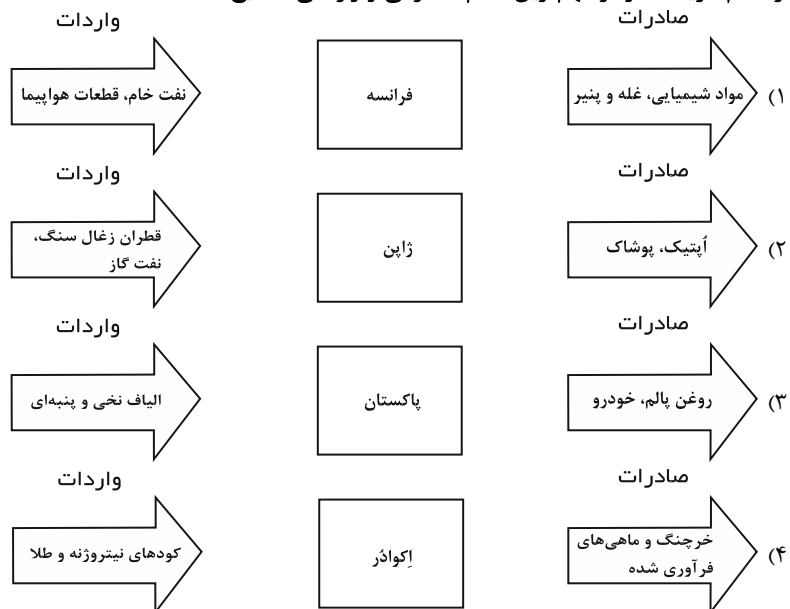 صادرات
واردات
۱)
مواد شیمیایی، غله و پنیر
فرانسه
نفت خام، قطعات هواپیما
صادرات
واردات
۲)
اُپتیک، پوشاک
ژاپن
قطران زغال سنگ،
نفت گاز
صادرات
واردات
۳)
روغن پالم، خودرو
پاکستان
الیاف نخی و پنبه‌ای
صادرات
واردات
۴)
خرچنگ و ماهی‌های
فرآوری شده
اِکوادُر
کودهای نیتروژنه و طلا